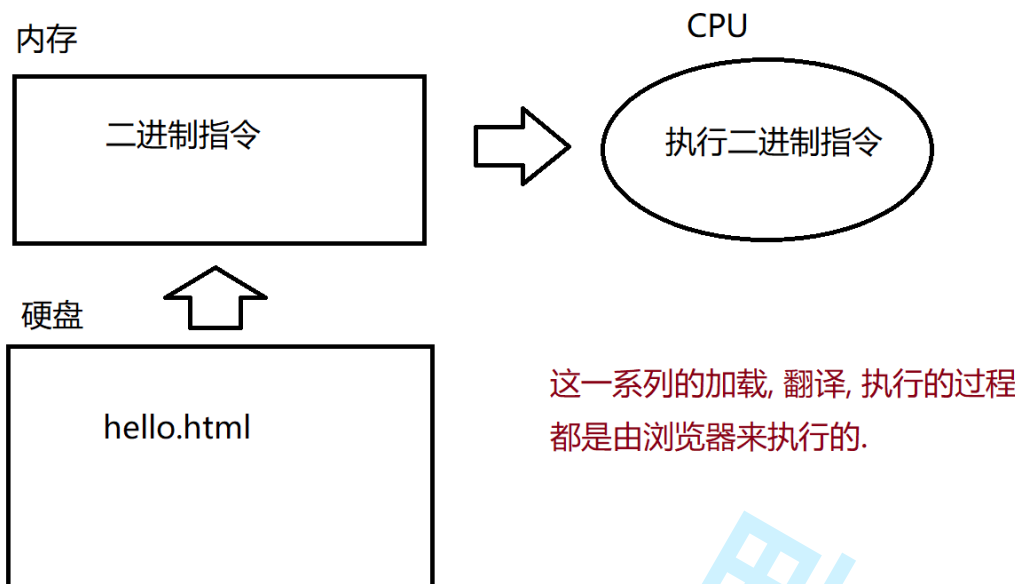 内存
CPU
二进制指令
执行二进制指令
硬盘
hello.html
这一系列的加载, 翻译, 执行的过程
都是由浏览器来执行的.